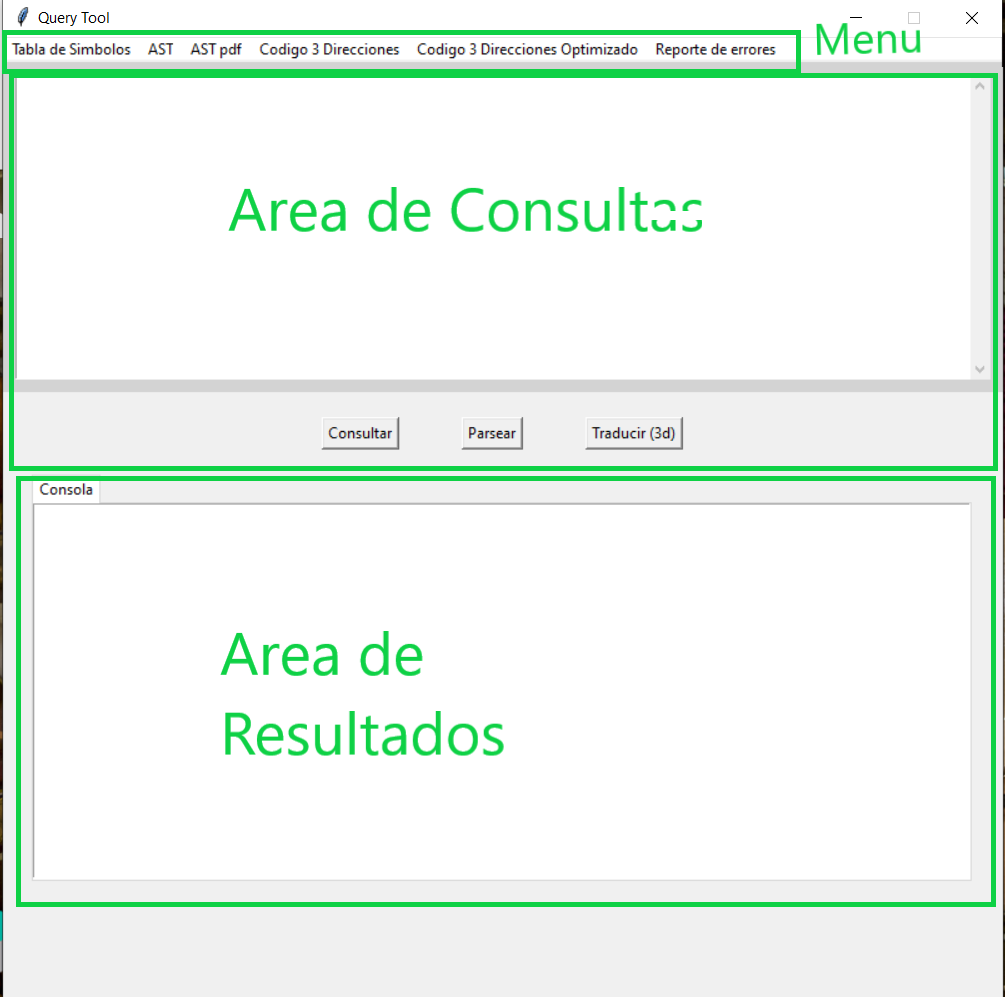 Query Tool
Menu
Tabla de Simbolos AST AST pdf Codigo 3 Direcciones Codigo 3 Direcciones Optimizado Reporte de errores
Area de Consultas
Consultar Parsear Traducir (3d)
Consola
Area de
Resultados